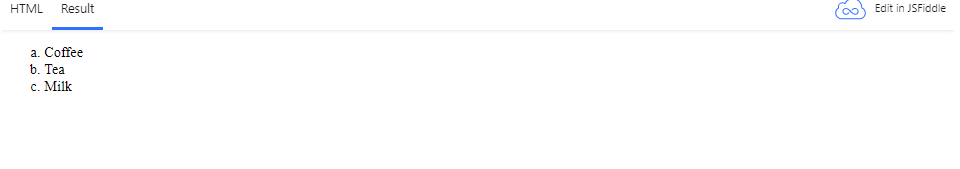 HTML Result Edit in JSFiddle
a. Coffee
b. Tea
c. Milk